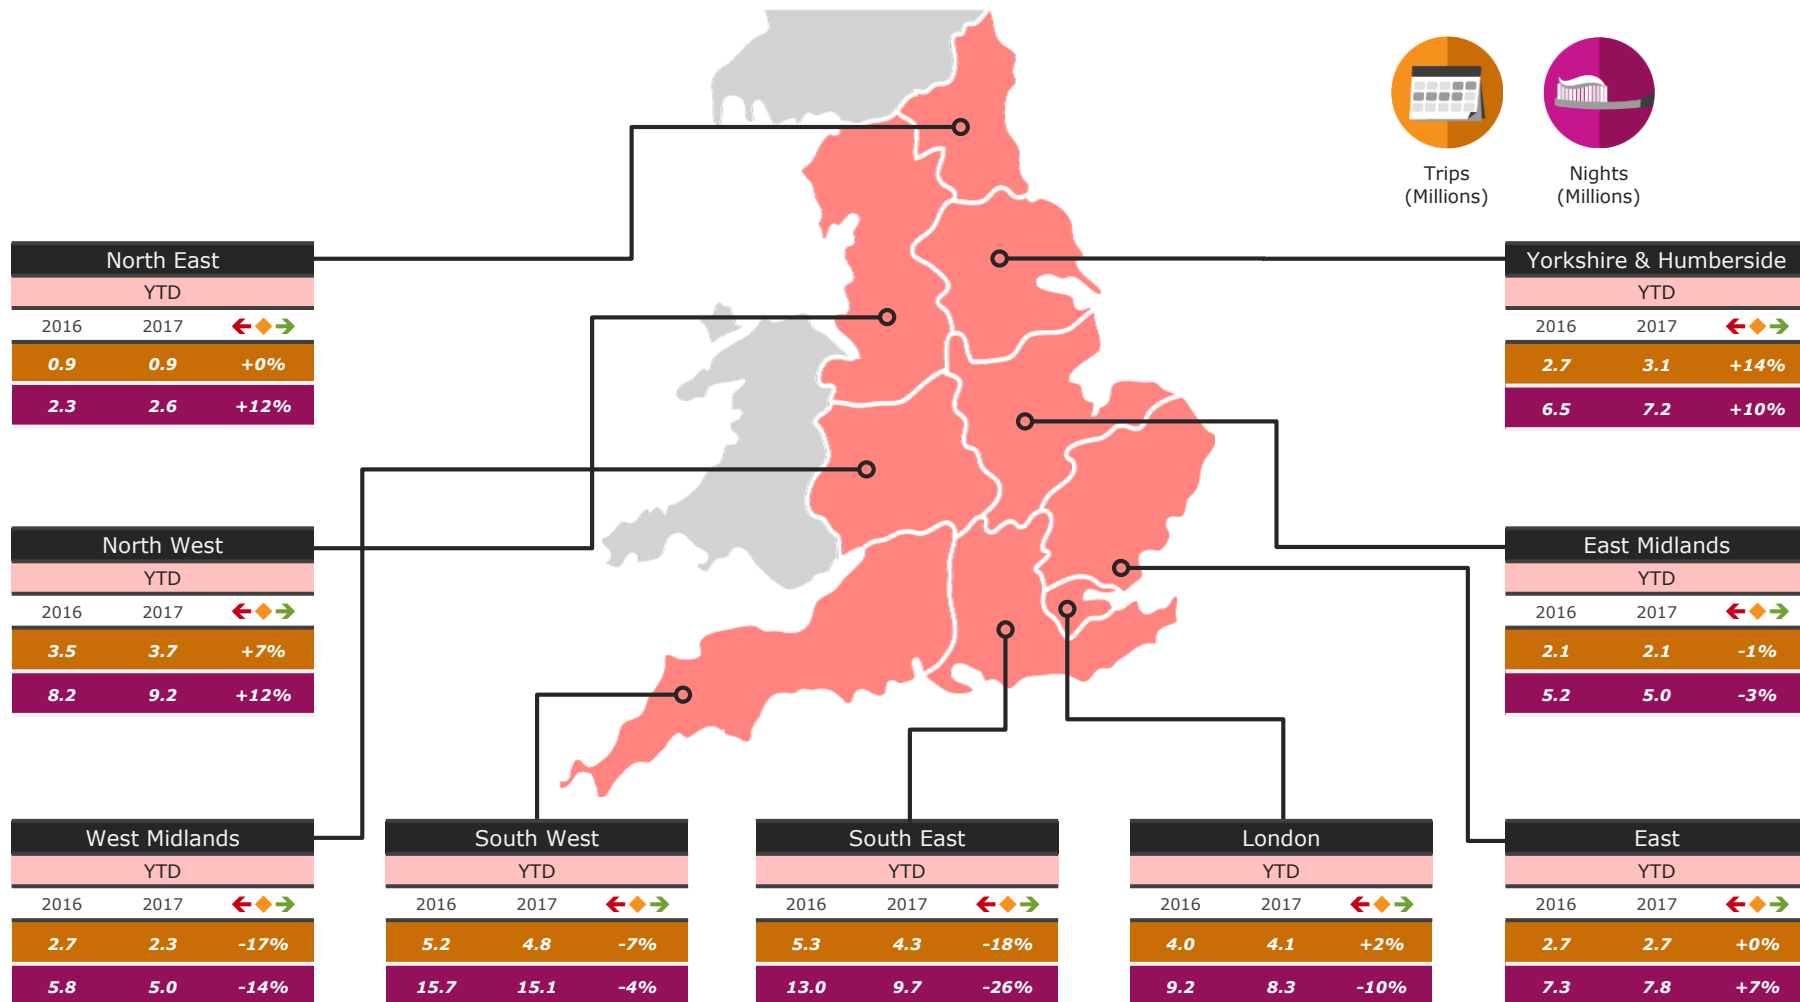 Trips
(Millions)
Nights
(Millions)
North East
YTD
2016 2017
0.9 0.9 +0%
2.3 2.6 +12%
Yorkshire & Humberside
YTD
2016 2017
2.7 3.1 +14%
6.5 7.2 +10%
North West
YTD
2016 2017
3.5 3.7 +7%
8.2 9.2 +12%
East Midlands
YTD
2016 2017
2.1 2.1 -1%
5.2 5.0 -3%
West Midlands
YTD
2016 2017
2.7 2.3 -17%
5.8 5.0 -14%
South West
YTD
2016 2017
5.2 4.8 -7%
15.7 15.1 -4%
South East
YTD
2016 2017
5.3 4.3 -18%
13.0 9.7 -26%
London
YTD
2016 2017
4.0 4.1 +2%
9.2 8.3 -10%
East
YTD
2016 2017
2.7 2.7 +0%
7.3 7.8 +7%